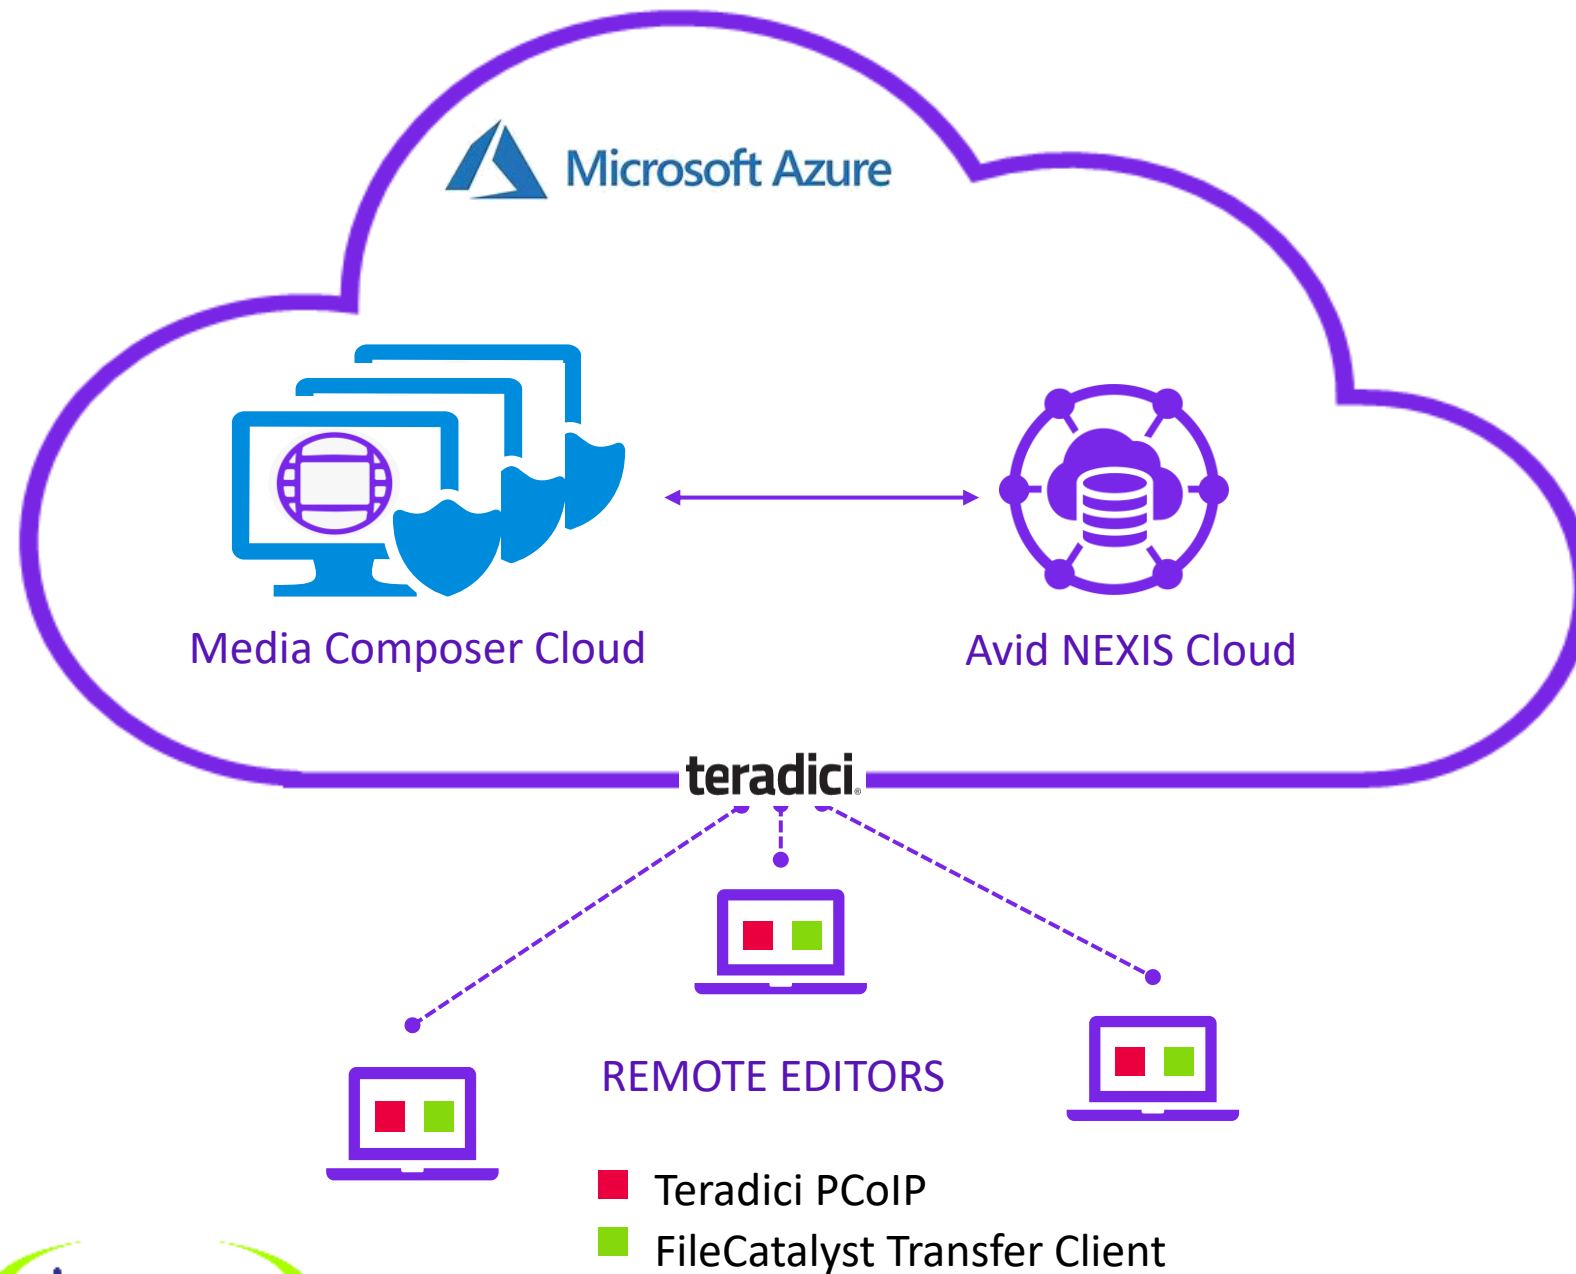 Microsoft Azure
Media Composer Cloud
Avid NEXIS Cloud
teradici®
REMOTE EDITORS
Teradici PCoIP
FileCatalyst Transfer Client